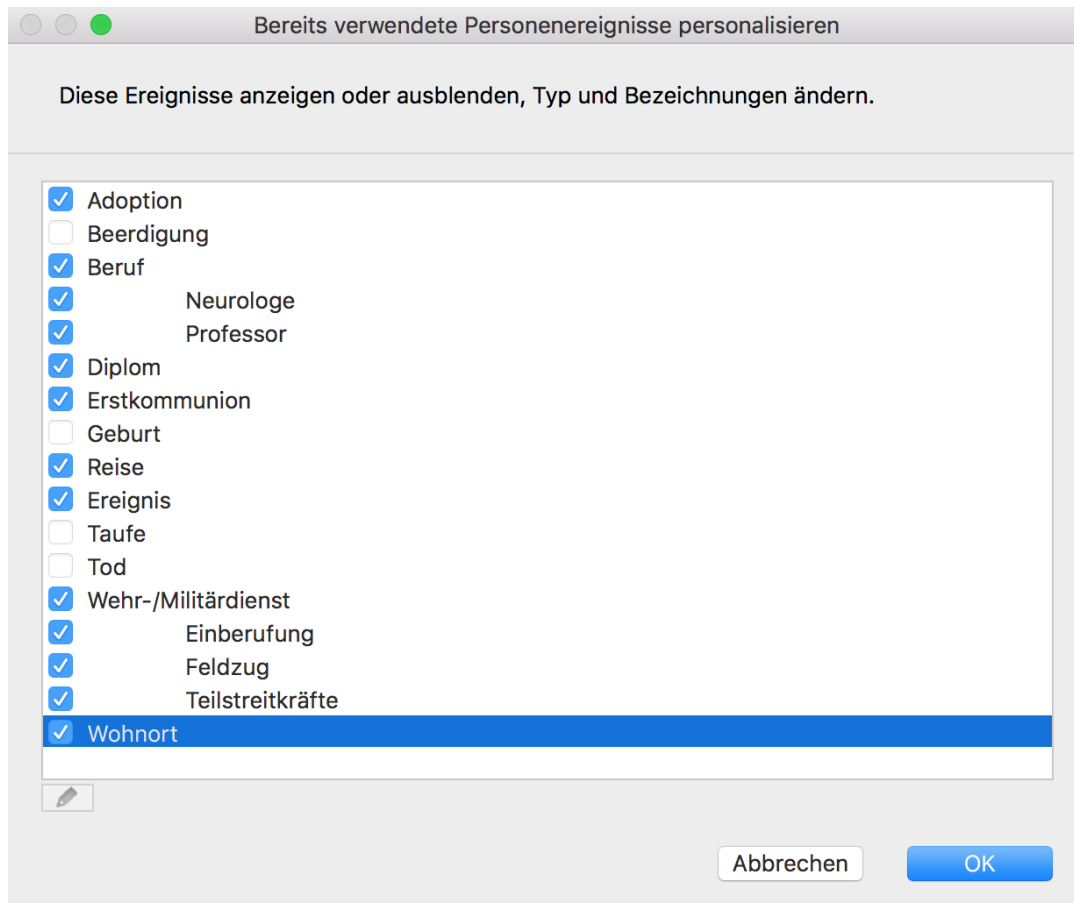 Bereits verwendete Personenereignisse personalisieren
Diese Ereignisse anzeigen oder ausblenden, Typ und Bezeichnungen ändern.
Adoption
Beerdigung
Beruf
Neurologe
Professor
Diplom
Erstkommunion
Geburt
Reise
Ereignis
Taufe
Tod
Wehr-/Militärdienst
Einberufung
Feldzug
Teilstreitkräfte
Wohnort
Abbrechen
OK